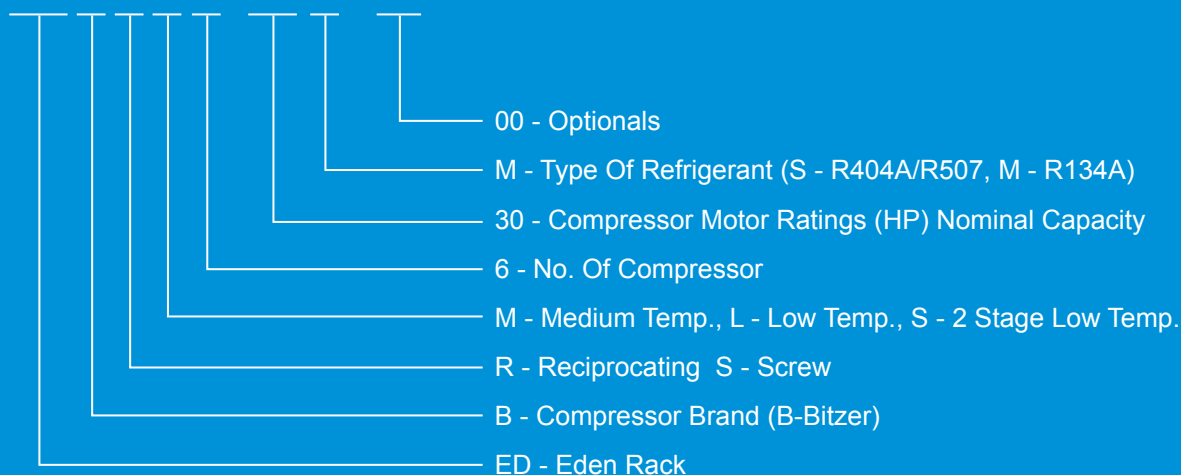 00 - Optionals
M - Type Of Refrigerant (S - R404A/R507, M - R134A)
30 - Compressor Motor Ratings (HP) Nominal Capacity
6 - No. Of Compressor
M - Medium Temp., L - Low Temp., S - 2 Stage Low Temp.
R - Reciprocating  S - Screw
B - Compressor Brand (B-Bitzer)
ED - Eden Rack